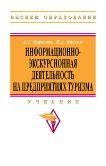 ВЫСШЕЕ ОБРАЗОВАНИЕ
ИНФОРМАЦИОННО-
ЭКСКУРСИОННАЯ
ДЕЯТЕЛЬНОСТЬ
НА ПРЕДПРИЯТИЯХ ТУРИЗМА
УЧЕБНИК